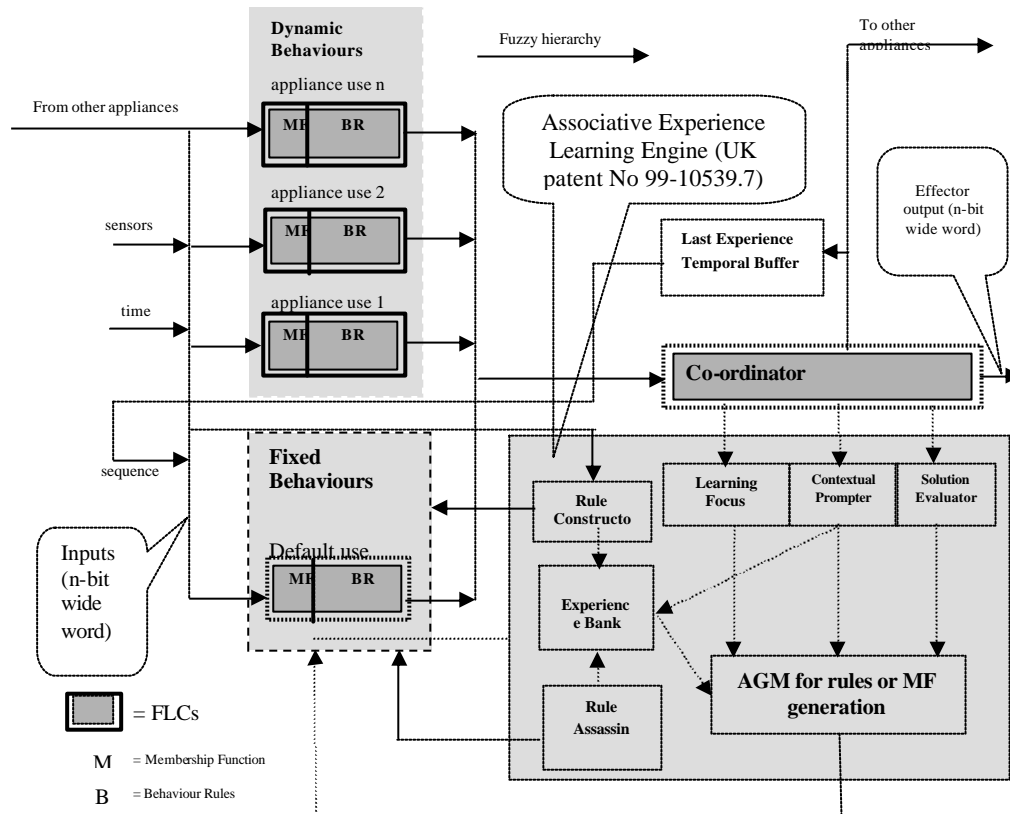 Dynamic
Behaviours
Fuzzy hierarchy
To other
appliances
appliance use n
From other appliances
MF BR
Associative Experience
Learning Engine (UK
patent No 99-10539.7)
appliance use 2
sensors
MF BR
Last Experience
Temporal Buffer
Effector
output (n-bit
wide word)
appliance use 1
time
MF BR
Co-ordinator
sequence
Fixed
Behaviours
Learning
Focus
Contextual
Prompter
Solution
Evaluator
Rule
Constructo
Inputs
(n-bit
wide
word)
Default use
MF BR
Experienc
e Bank
AGM for rules or MF
generation
Rule
Assassin
= FLCs
M = Membership Function
B = Behaviour Rules